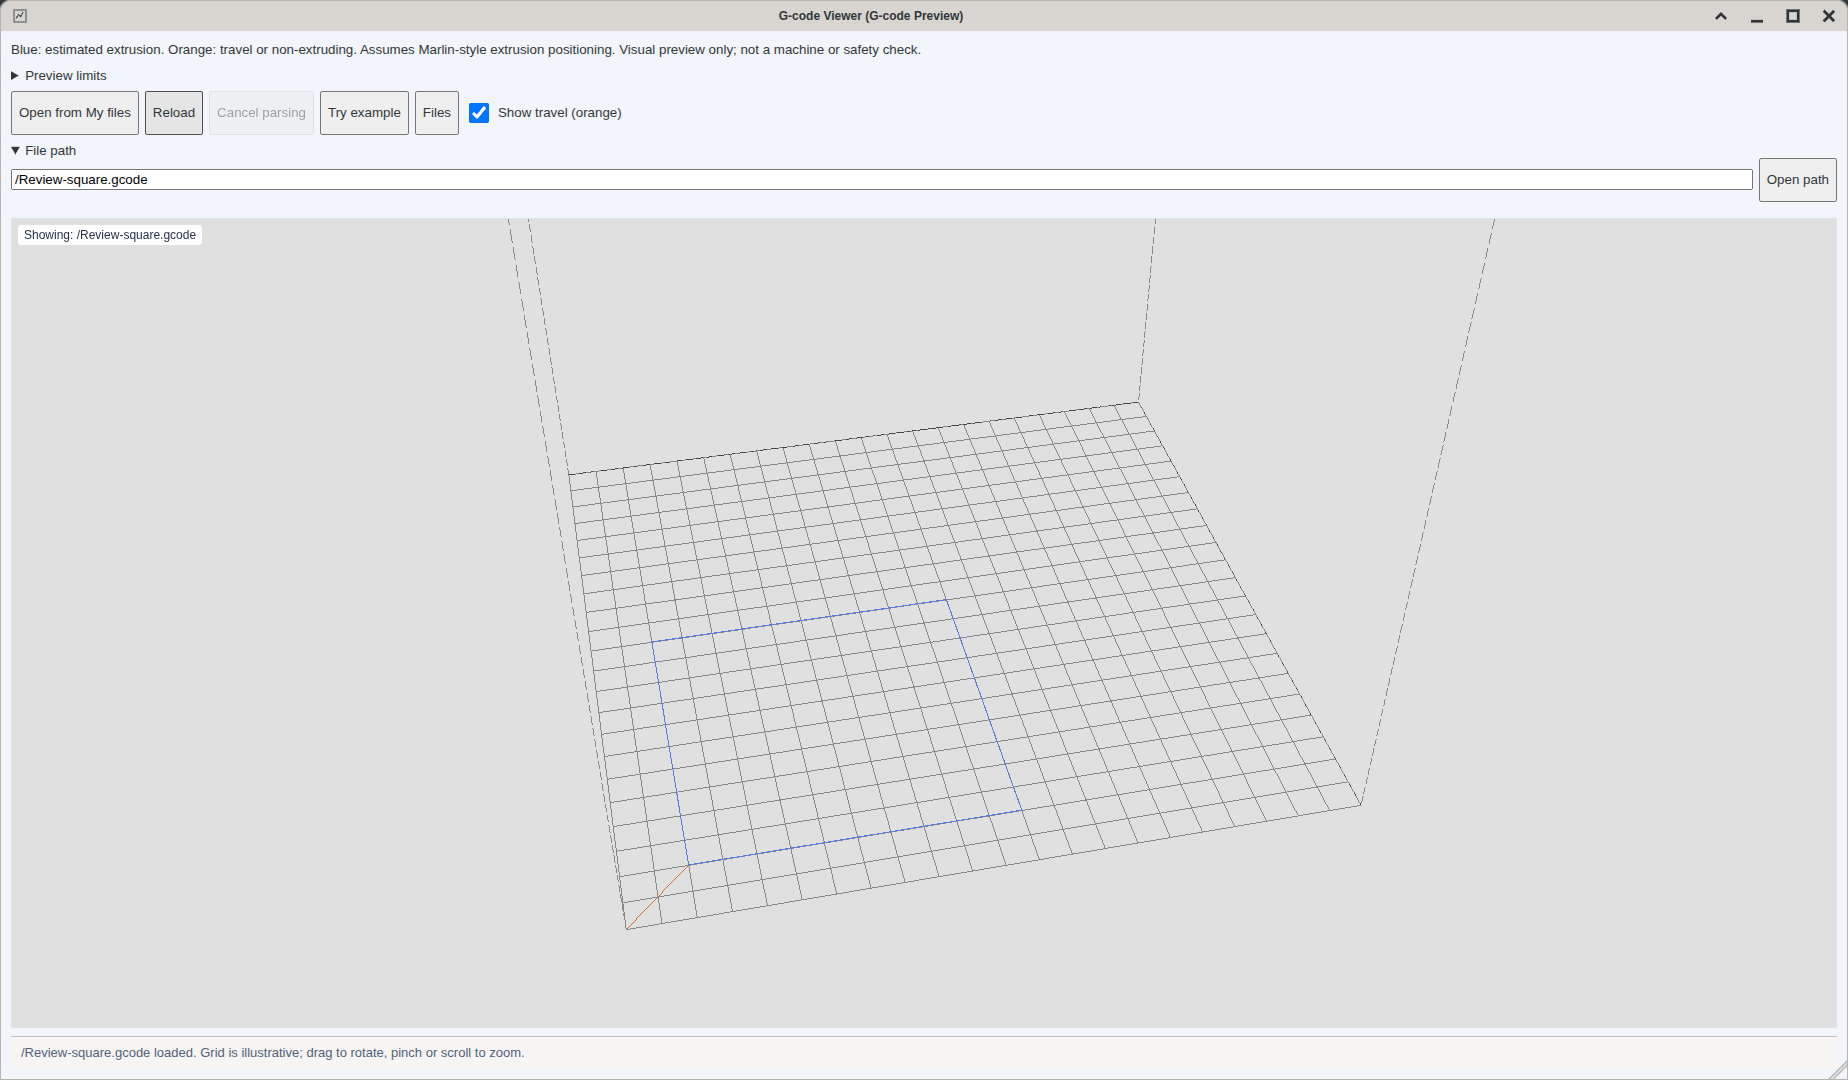 G-code Viewer (G-code Preview)
Blue: estimated extrusion. Orange: travel or non-extruding. Assumes Marlin-style extrusion positioning. Visual preview only; not a machine or safety check.
Preview limits
Open from My files Reload Cancel parsing Try example Files Show travel (orange)
File path
/Review-square.gcode Open path
Showing: /Review-square.gcode
/Review-square.gcode loaded. Grid is illustrative; drag to rotate, pinch or scroll to zoom.